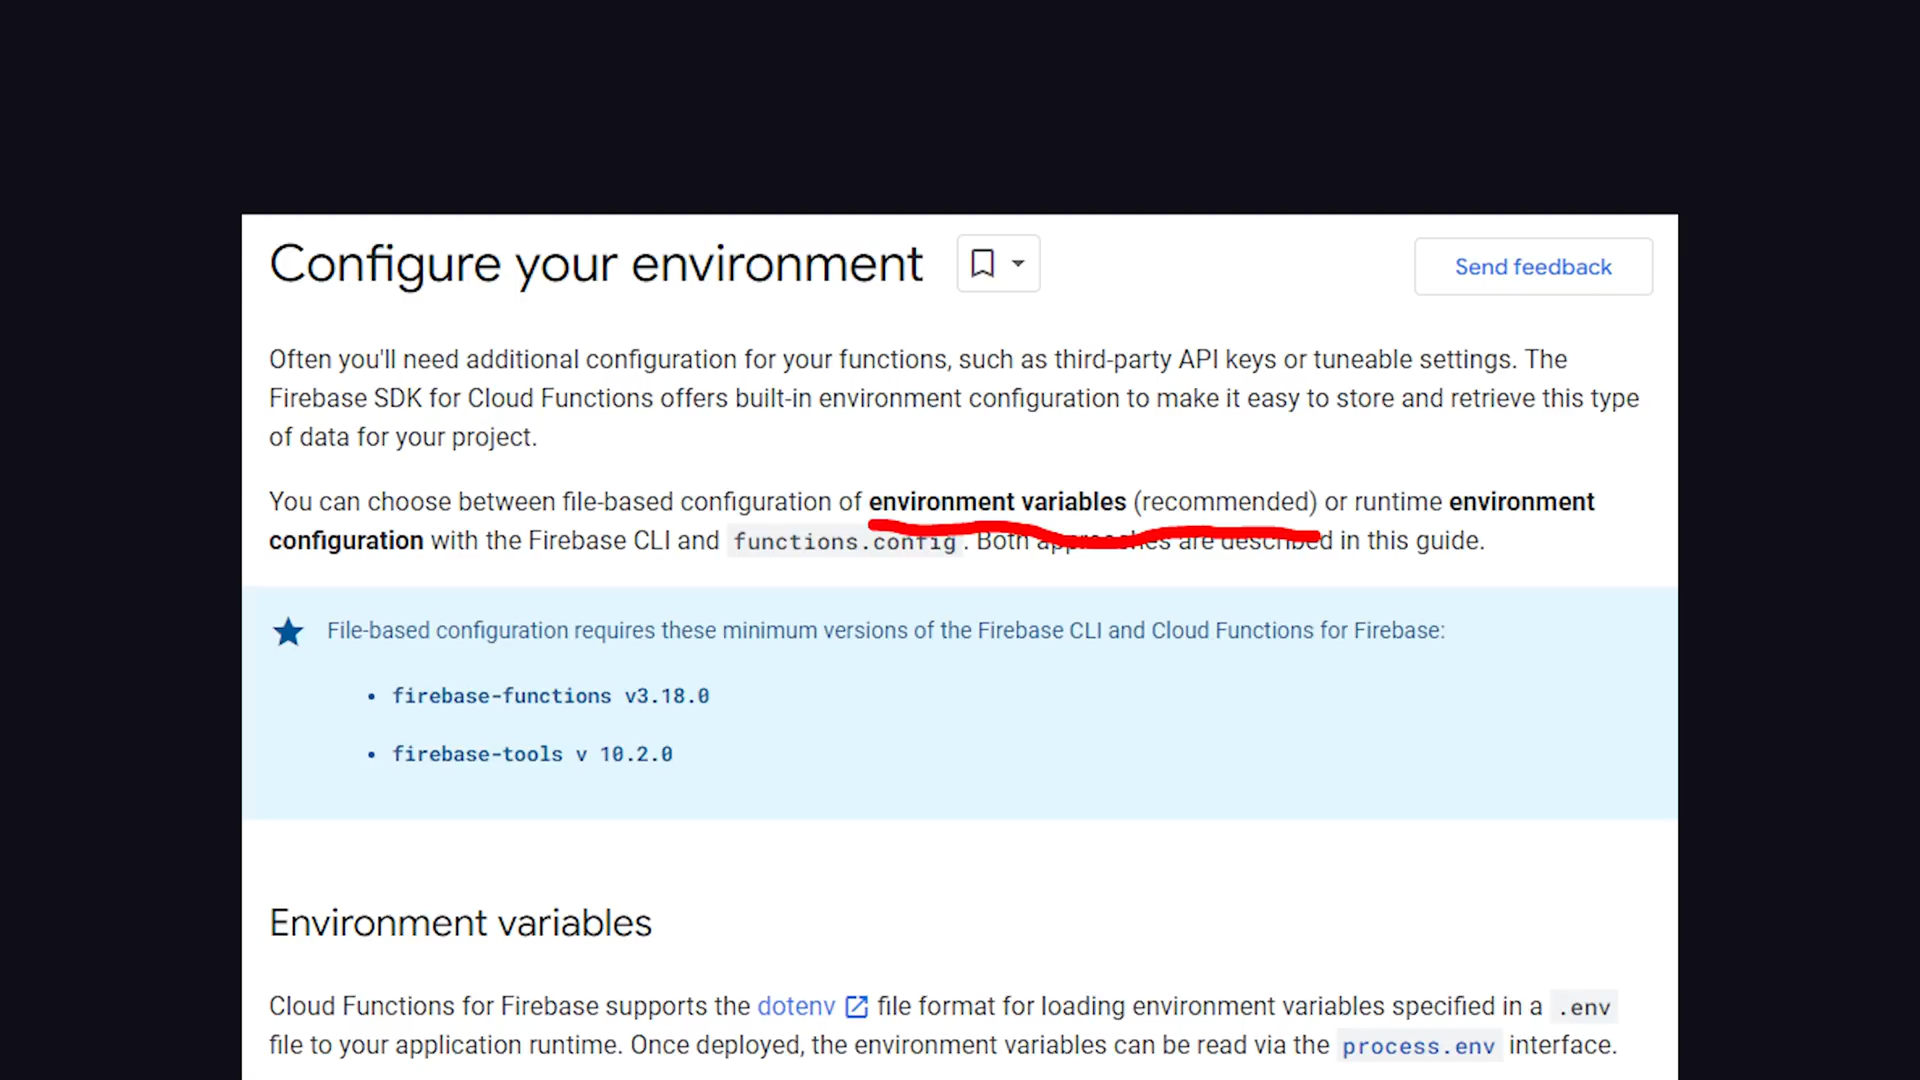 Configure your environment
Send feedback
Often you'll need additional configuration for your functions, such as third-party API keys or tuneable settings. The
Firebase SDK for Cloud Functions offers built-in environment configuration to make it easy to store and retrieve this type
of data for your project.
You can choose between file-based configuration of environment variables (recommended) or runtime environment
configuration with the Firebase CLI and functions.config. Both approaches are described in this guide.
File-based configuration requires these minimum versions of the Firebase CLI and Cloud Functions for Firebase:
• firebase-functions v3.18.0
• firebase-tools v 10.2.0
Environment variables
Cloud Functions for Firebase supports the dotenv file format for loading environment variables specified in a .env
file to your application runtime. Once deployed, the environment variables can be read via the process.env interface.